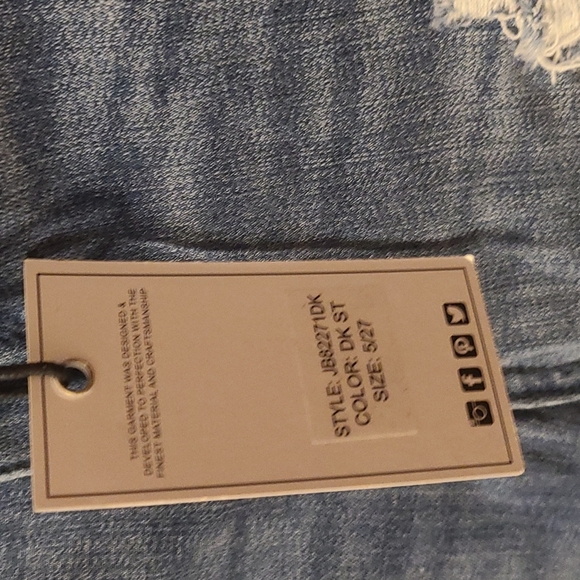 THIS GARMENT WAS DESIGNED &
DEVELOPED TO PERFECTION WITH THE
FINEST MATERIAL AND CRAFTSMANSHIP
STYLE: JB82271DK
COLOR: DK ST
SIZE: 5/27